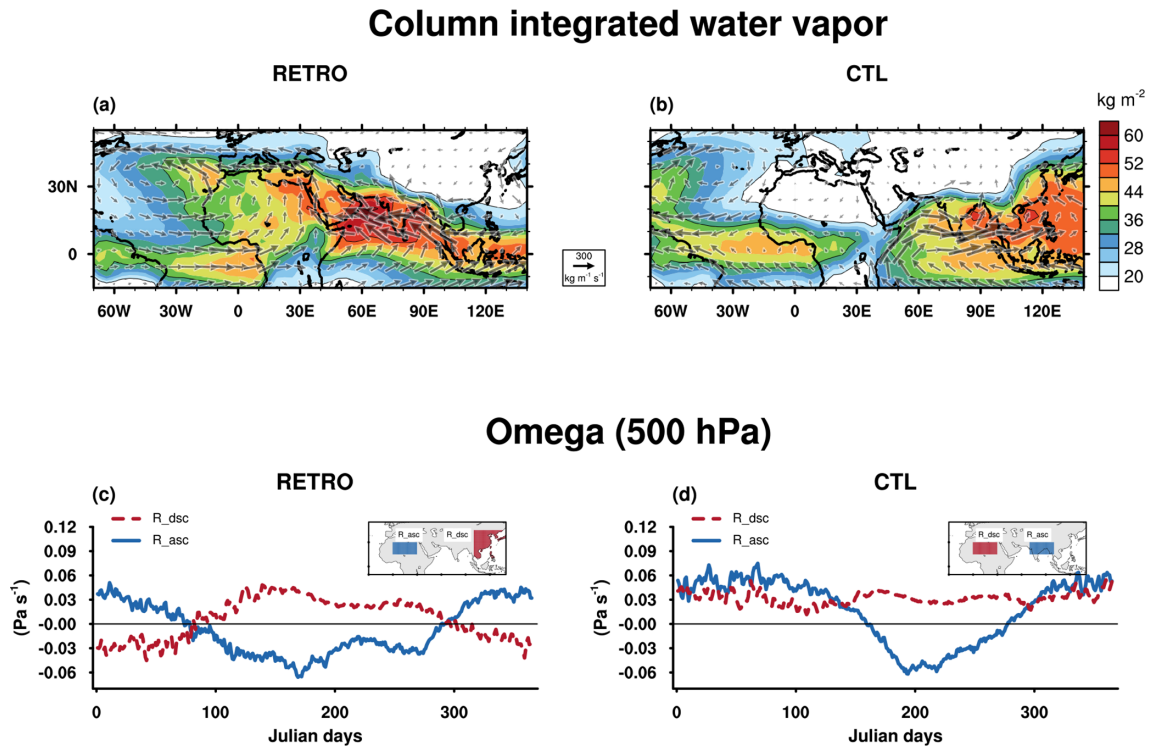 Column integrated water vapor
RETRO
CTL
(a)
(b)
kg m-2
30N
0
60W 30W 0 30E 60E 90E 120E
300
kg m-1 s-1
60W 30W 0 30E 60E 90E 120E
60
52
44
36
28
20
Omega (500 hPa)
RETRO
CTL
(c)
(d)
0.12
0.09
0.06
0.03
-0.00
-0.03
-0.06
(Pa s-1)
R_dsc
R_asc
R_asc
R_dsc
0 100 200 300
Julian days
0.12
0.09
0.06
0.03
-0.00
-0.03
-0.06
(Pa s-1)
R_dsc
R_asc
R_dsc
R_asc
0 100 200 300
Julian days